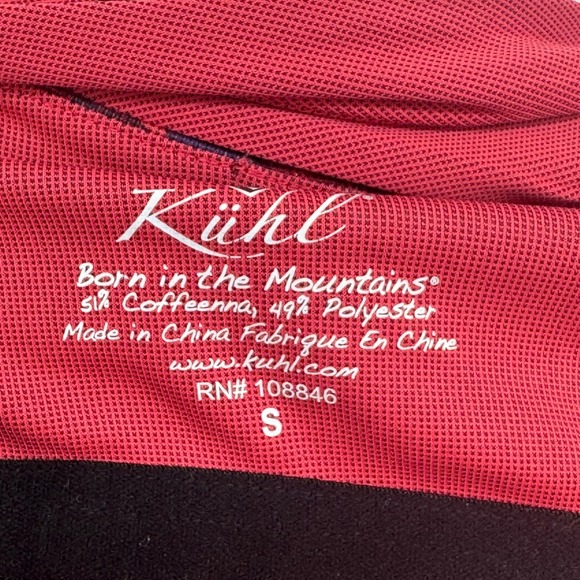 Kühl
Born in the Mountains®
51% Coffeenna, 49% Polyester
Made in China Fabrique En Chine
www.kuhl.com
RN# 108846
S